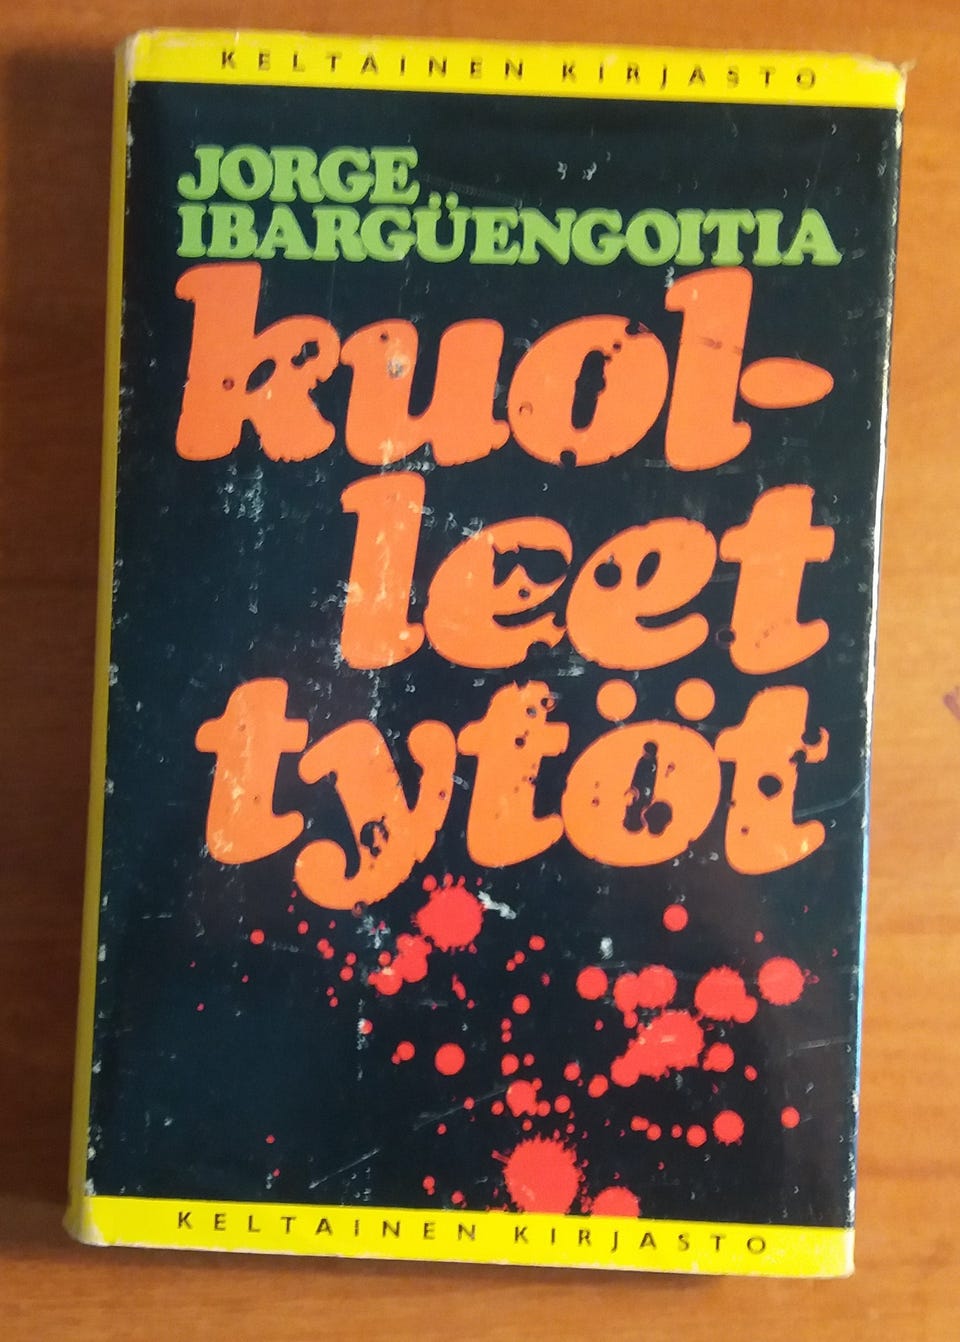 KELTAINEN KIRJASTO
JORGE
IBARGÜENGOITIA
kuol-
leet
tytöt
KELTAINEN KIRJASTO